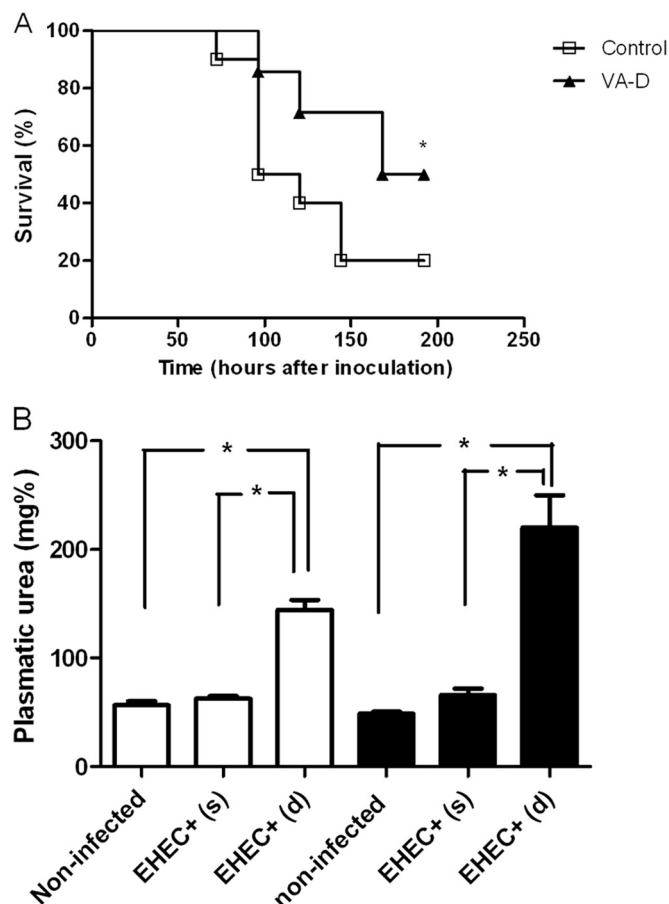 A
Control
VA-D
Survival (%)
100
80
60
40
20
0
*
0 50 100 150 200 250
Time (hours after inoculation)
B
Plasmatic urea (mg%)
300
200
100
0
* *
* *
Non-infected
EHEC+ (s)
EHEC+ (d)
non-infected
EHEC+ (s)
EHEC+ (d)